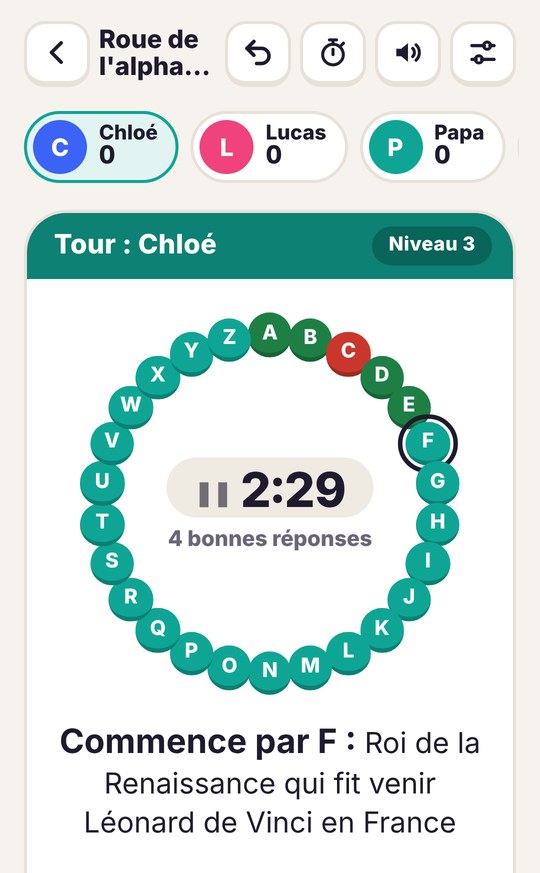 Roue de
l'alpha...
C
Chloé
0
L
Lucas
0
P
Papa
0
Tour : Chloé
Niveau 3
A
B
C
D
E
F
G
H
I
J
K
L
M
N
O
P
Q
R
S
T
U
V
W
X
Y
Z
2:29
4 bonnes réponses
Commence par F : Roi de la
Renaissance qui fit venir
Léonard de Vinci en France